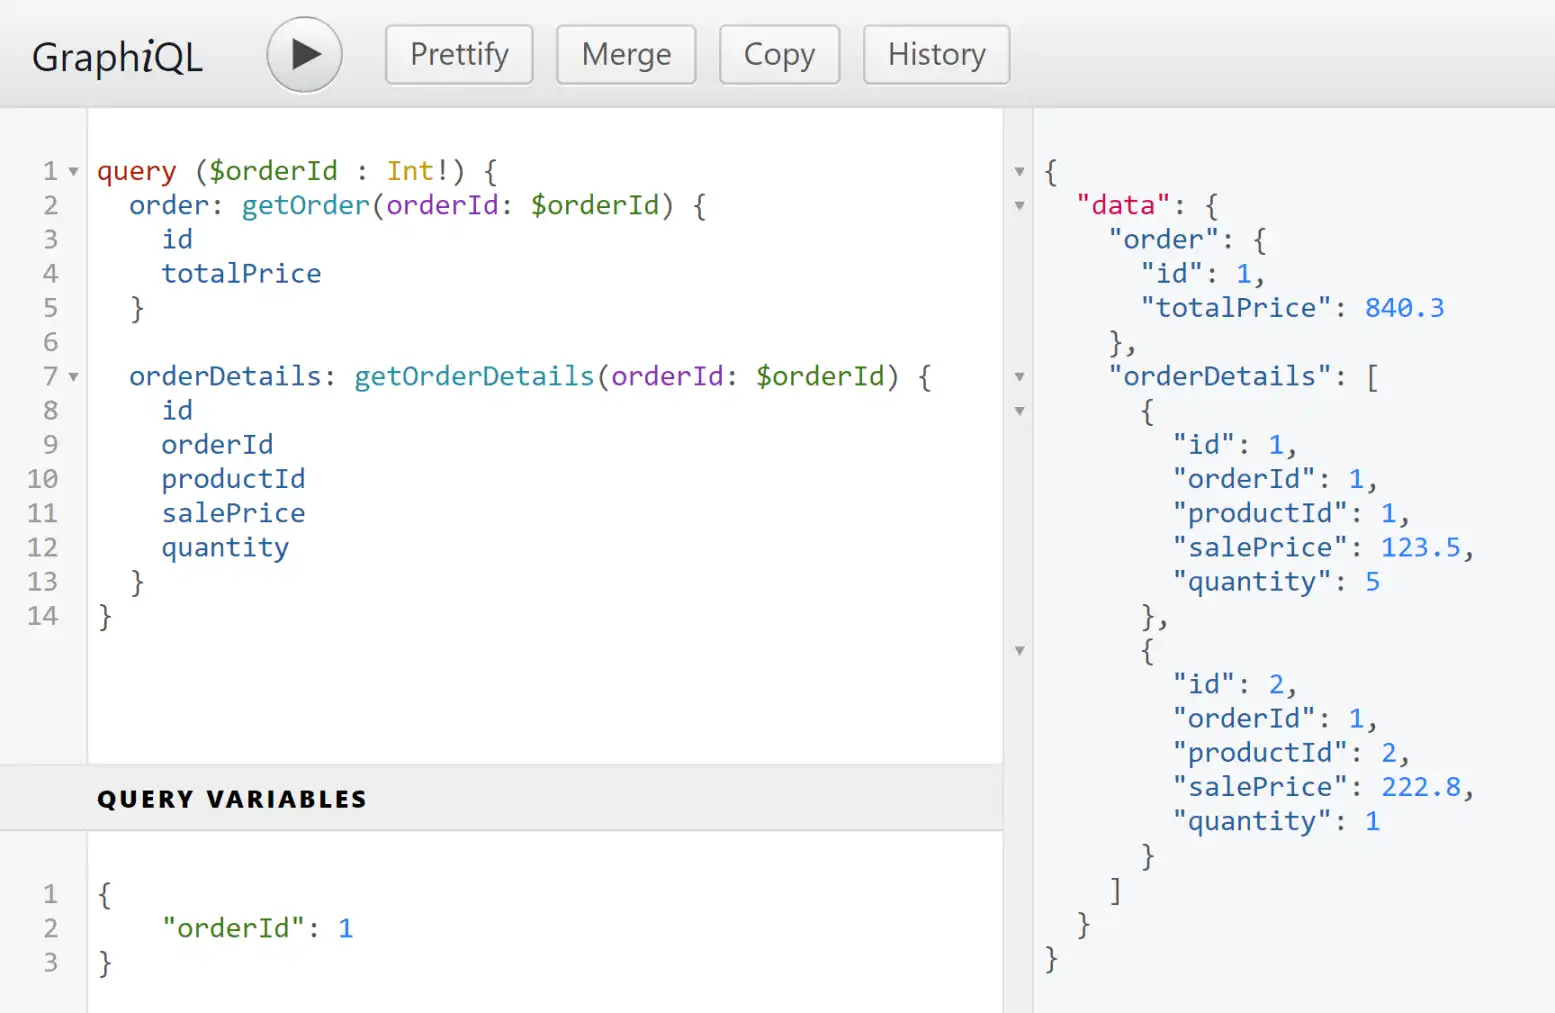 GraphiQL Prettify Merge Copy History
1 query ($orderId : Int!) {
2 order: getOrder(orderId: $orderId) {
3 id
4 totalPrice
5 }
6
7 orderDetails: getOrderDetails(orderId: $orderId) {
8 id
9 orderId
10 productId
11 salePrice
12 quantity
13 }
14 }
QUERY VARIABLES
1 {
2 "orderId": 1
3 }
{
"data": {
"order": {
"id": 1,
"totalPrice": 840.3
},
"orderDetails": [
{
"id": 1,
"orderId": 1,
"productId": 1,
"salePrice": 123.5,
"quantity": 5
},
{
"id": 2,
"orderId": 1,
"productId": 2,
"salePrice": 222.8,
"quantity": 1
}
]
}
}